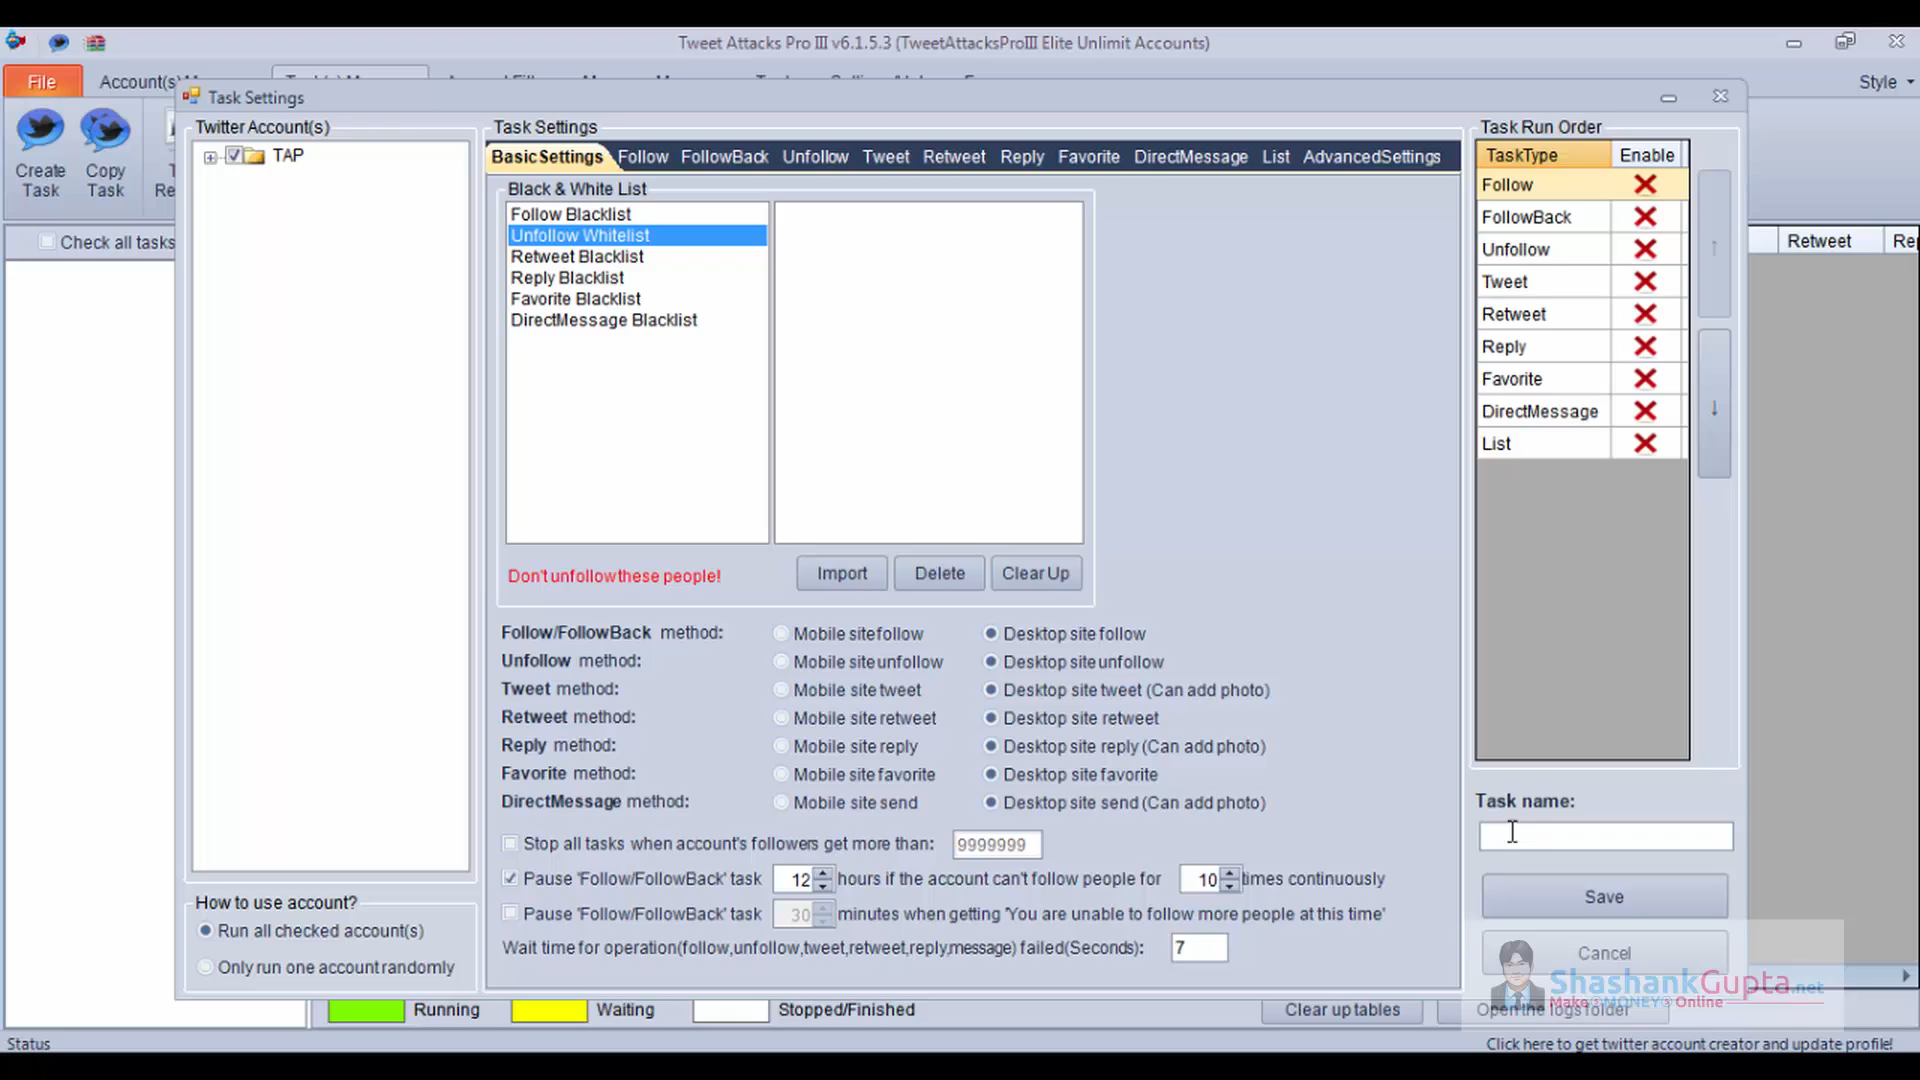 Tweet Attacks Pro III v6.1.5.3 (TweetAttacksProIII Elite Unlimit Accounts)
File
Account(s)
Style
Create Task
Copy Task
Check all tasks
Task Settings
Twitter Account(s)
TAP
How to use account?
Run all checked account(s)
Only run one account randomly
Task Settings
BasicSettings Follow FollowBack Unfollow Tweet Retweet Reply Favorite DirectMessage List AdvancedSettings
Black & White List
Follow Blacklist
Unfollow Whitelist
Retweet Blacklist
Reply Blacklist
Favorite Blacklist
DirectMessage Blacklist
Don't unfollow these people!
Import Delete Clear Up
Follow/FollowBack method: Mobile site follow Desktop site follow
Unfollow method: Mobile site unfollow Desktop site unfollow
Tweet method: Mobile site tweet Desktop site tweet (Can add photo)
Retweet method: Mobile site retweet Desktop site retweet
Reply method: Mobile site reply Desktop site reply (Can add photo)
Favorite method: Mobile site favorite Desktop site favorite
DirectMessage method: Mobile site send Desktop site send (Can add photo)
Stop all tasks when account's followers get more than: 9999999
Pause 'Follow/FollowBack' task 12 hours if the account can't follow people for 10 times continuously
Pause 'Follow/FollowBack' task 30 minutes when getting 'You are unable to follow more people at this time'
Wait time for operation(follow,unfollow,tweet,retweet,reply,message) failed(Seconds): 7
Task Run Order
TaskType Enable
Follow
FollowBack
Unfollow
Tweet
Retweet
Reply
Favorite
DirectMessage
List
↑
↓
Task name:
Save
Cancel
Retweet
Running Waiting Stopped/Finished
Clear up tables
Open the logs folder
ShashankGupta.net
Make MONEY Online
Status
Click here to get twitter account creator and update profile!